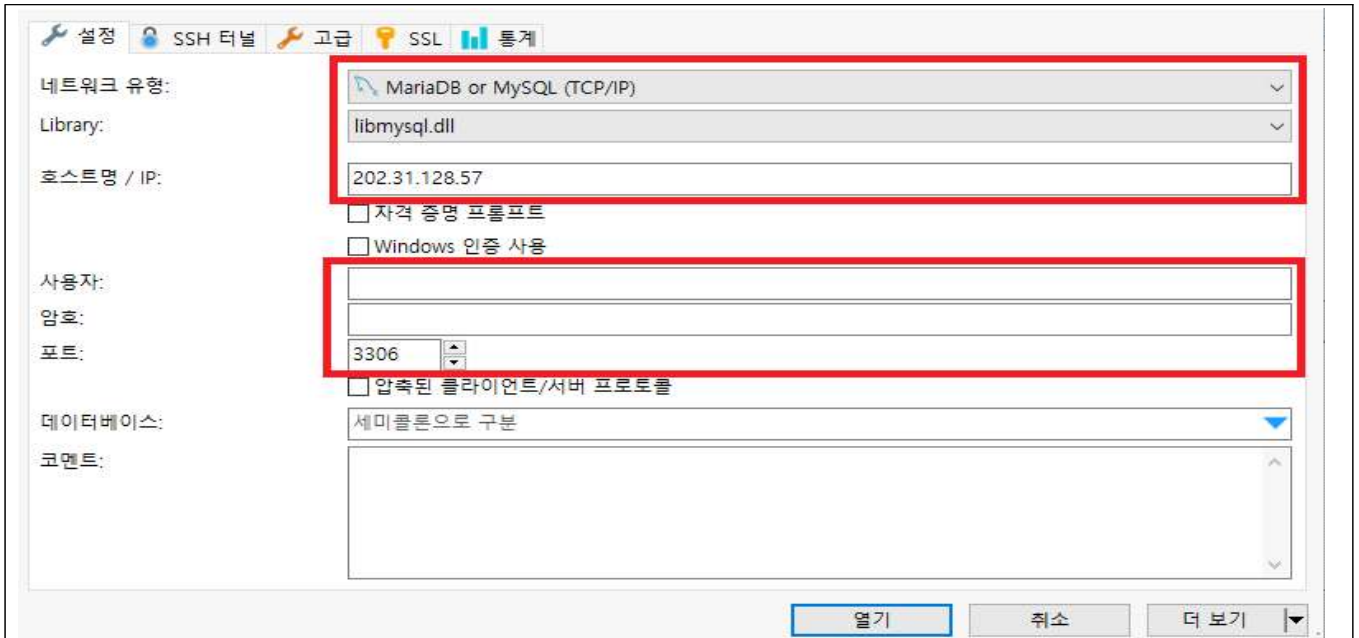 설정 SSH 터널 고급 SSL 통계
네트워크 유형: MariaDB or MySQL (TCP/IP)
Library: libmysql.dll
호스트명 / IP: 202.31.128.57
자격 증명 프롬프트
Windows 인증 사용
사용자:
암호:
포트: 3306
압축된 클라이언트/서버 프로토콜
데이터베이스: 세미콜론으로 구분
코멘트:
열기 취소 더 보기